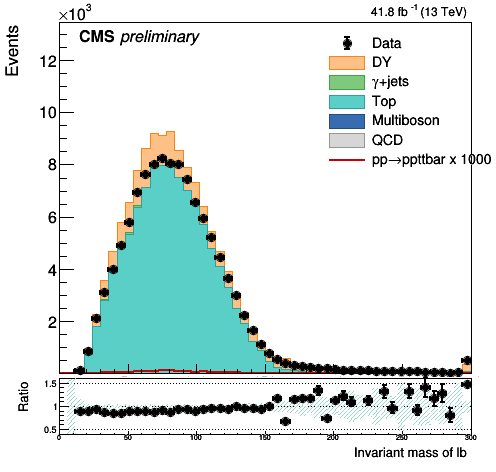 ×10³
41.8 fb⁻¹ (13 TeV)
CMS preliminary
Events
12
10
8
6
4
2
Data
DY
γ+jets
Top
Multiboson
QCD
pp→ppttbar x 1000
Ratio
1.5
1
0.5
0 50 100 150 200 250 300
Invariant mass of lb